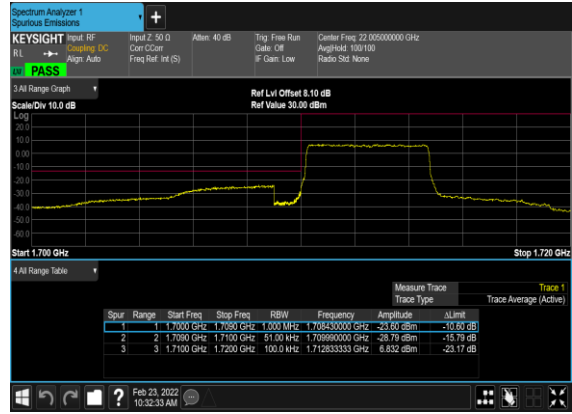 Spectrum Analyzer 1
Spurious Emissions
+
KEYSIGHT Input: RF Input Z: 50 Ω Atten: 40 dB Trig: Free Run Center Freq: 22.005000000 GHz
RL Coupling: DC Corr CCorr Gate: Off Avg|Hold: 100/100
Align: Auto Freq Ref: Int (S) IF Gain: Low Radio Std: None
PASS
3 All Range Graph
Ref Lvl Offset 8.10 dB
Scale/Div 10.0 dB Ref Value 30.00 dBm
Log
20.0
10.0
0.00
-10.0
-20.0
-30.0
-40.0
-50.0
-60.0
Start 1.700 GHz Stop 1.720 GHz
4 All Range Table
Measure Trace Trace 1
Trace Type Trace Average (Active)
Spur Range Start Freq Stop Freq RBW Frequency Amplitude ΔLimit
1 1 1.7000 GHz 1.7090 GHz 1.000 MHz 1.708430000 GHz -23.60 dBm -10.60 dB
2 2 1.7090 GHz 1.7100 GHz 51.00 kHz 1.709990000 GHz -28.79 dBm -15.79 dB
3 3 1.7100 GHz 1.7200 GHz 100.0 kHz 1.712833333 GHz 6.832 dBm -23.17 dB
? Feb 23, 2022
10:32:33 AM